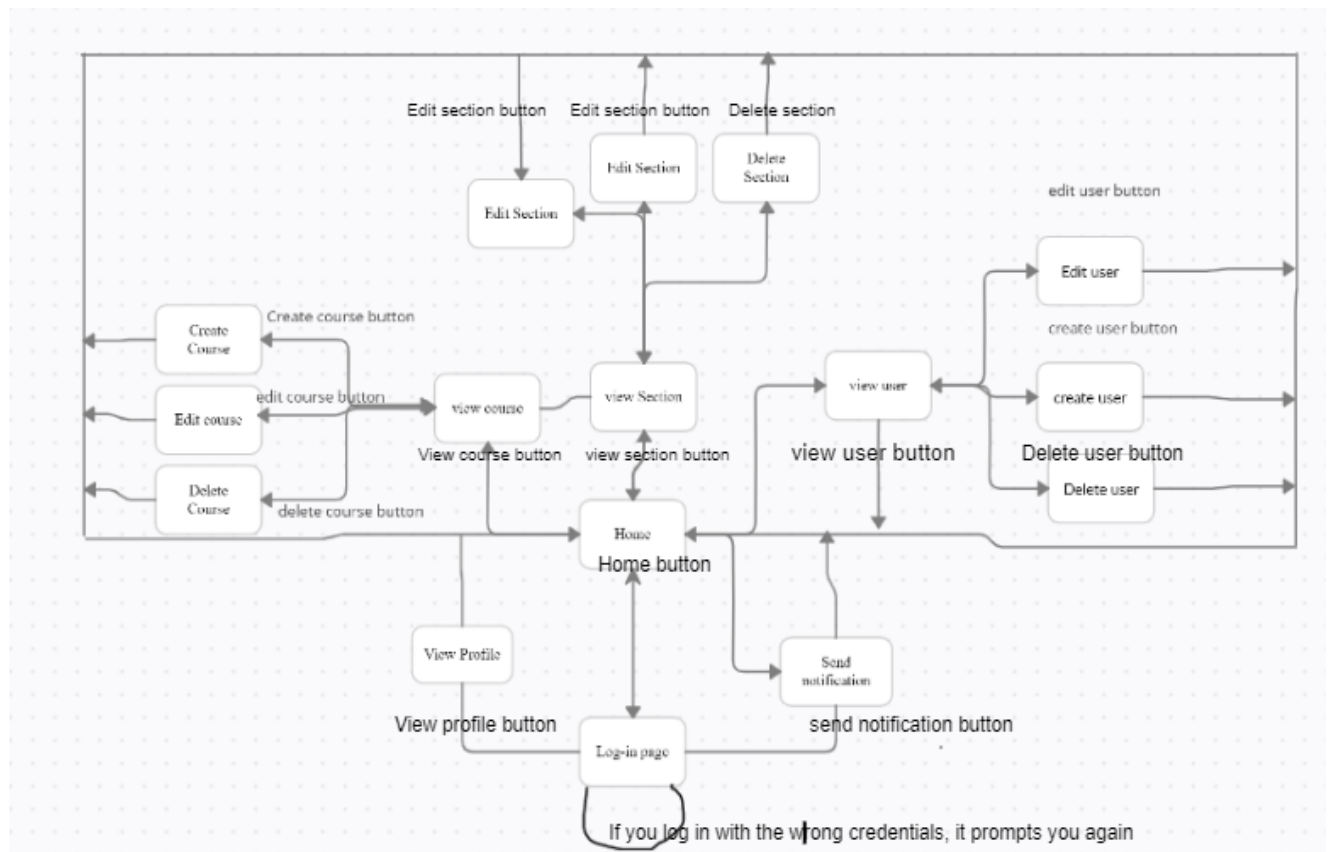 Edit section button
Edit section button
Delete section
Edit Section
Delete
Section
Edit Section
edit user button
Edit user
Create course button
Create
Course
create user button
edit course button
Edit course
view course
view Section
view user
create user
View course button
view section button
view user button
Delete user button
Delete
Course
Delete user
delete course button
Home
Home button
View Profile
Send
notification
View profile button
send notification button
Log-in page
If you log in with the wrong credentials, it prompts you again